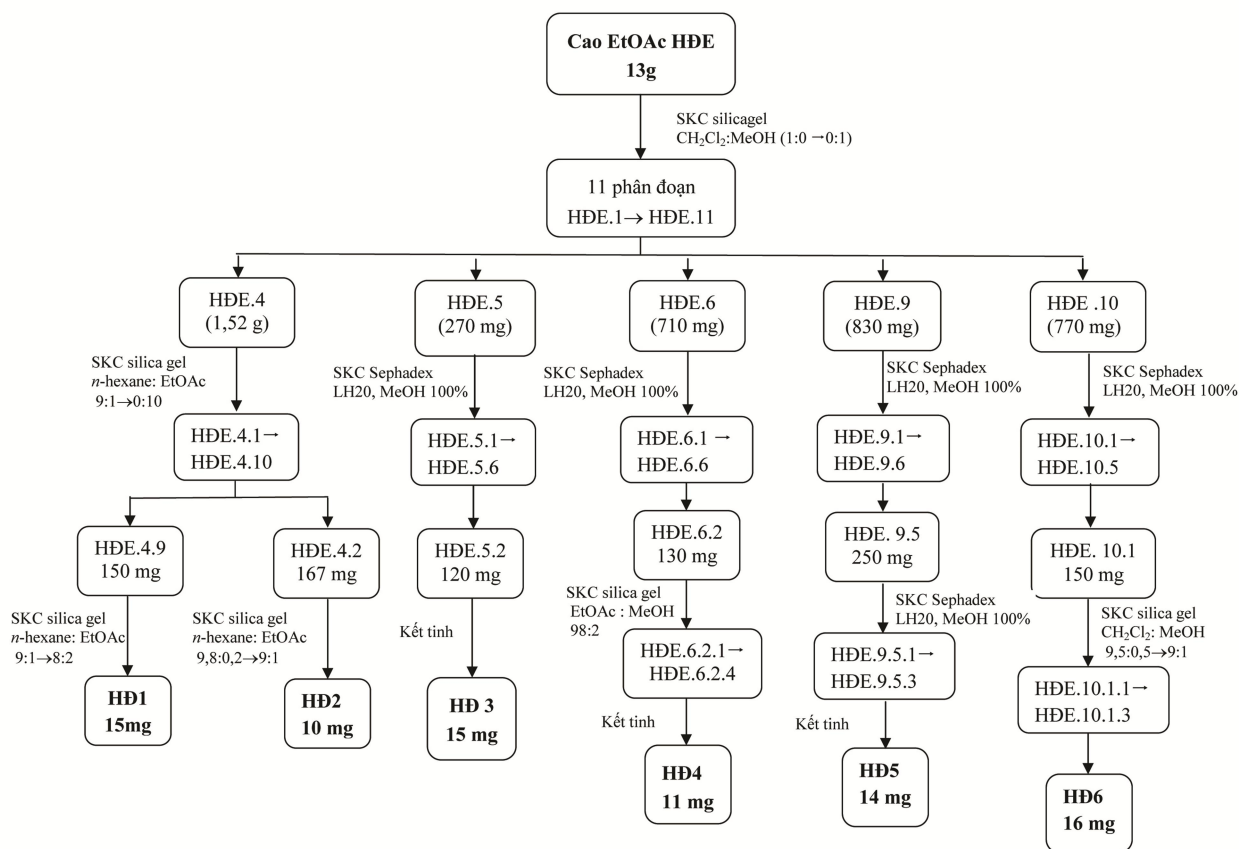 Cao EtOAc HĐE
13g
SKC silicagel
CH₂Cl₂:MeOH (1:0 →0:1)
11 phân đoạn
HĐE.1→ HĐE.11
HĐE.4
(1,52 g)
HĐE.5
(270 mg)
HĐE.6
(710 mg)
HĐE.9
(830 mg)
HĐE .10
(770 mg)
SKC silica gel
n-hexane: EtOAc
9:1→0:10
SKC Sephadex
LH20, MeOH 100%
SKC Sephadex
LH20, MeOH 100%
SKC Sephadex
LH20, MeOH 100%
SKC Sephadex
LH20, MeOH 100%
HĐE.4.1→
HĐE.4.10
HĐE.5.1→
HĐE.5.6
HĐE.6.1 →
HĐE.6.6
HĐE.9.1→
HĐE.9.6
HĐE.10.1→
HĐE.10.5
HĐE.4.9
150 mg
HĐE.4.2
167 mg
HĐE.5.2
120 mg
HĐE.6.2
130 mg
HĐE. 9.5
250 mg
HĐE. 10.1
150 mg
SKC silica gel
n-hexane: EtOAc
9:1→8:2
SKC silica gel
n-hexane: EtOAc
9,8:0,2→9:1
Kết tinh
SKC silica gel
EtOAc : MeOH
98:2
SKC Sephadex
LH20, MeOH 100%
SKC silica gel
CH₂Cl₂: MeOH
9,5:0,5→9:1
HĐE.6.2.1→
HĐE.6.2.4
HĐE.9.5.1→
HĐE.9.5.3
HĐE.10.1.1→
HĐE.10.1.3
HĐ1
15mg
HĐ2
10 mg
HĐ 3
15 mg
Kết tinh
Kết tinh
HĐ4
11 mg
HĐ5
14 mg
HĐ6
16 mg